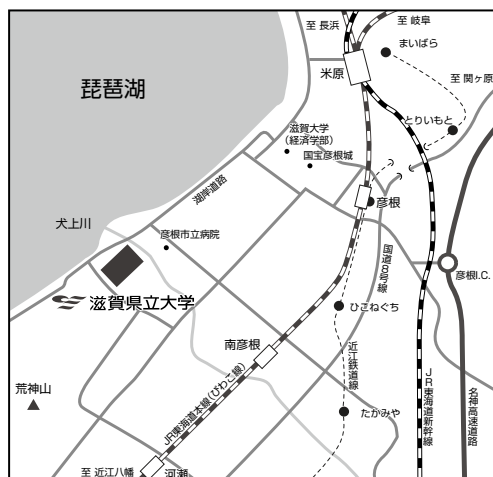 至 長浜
至 岐阜
まいばら
米原
至 関ヶ原
琵琶湖
とりいもと
滋賀大学
(経済学部)
国宝彦根城
湖岸道路
彦根
犬上川
彦根市立病院
国道8号線
彦根I.C.
滋賀県立大学
ひこねぐち
南彦根
近江鉄道線
JR東海道本線(びわこ線)
荒神山
たかみや
JR東海道新幹線
名神高速道路
至 近江八幡
河瀬